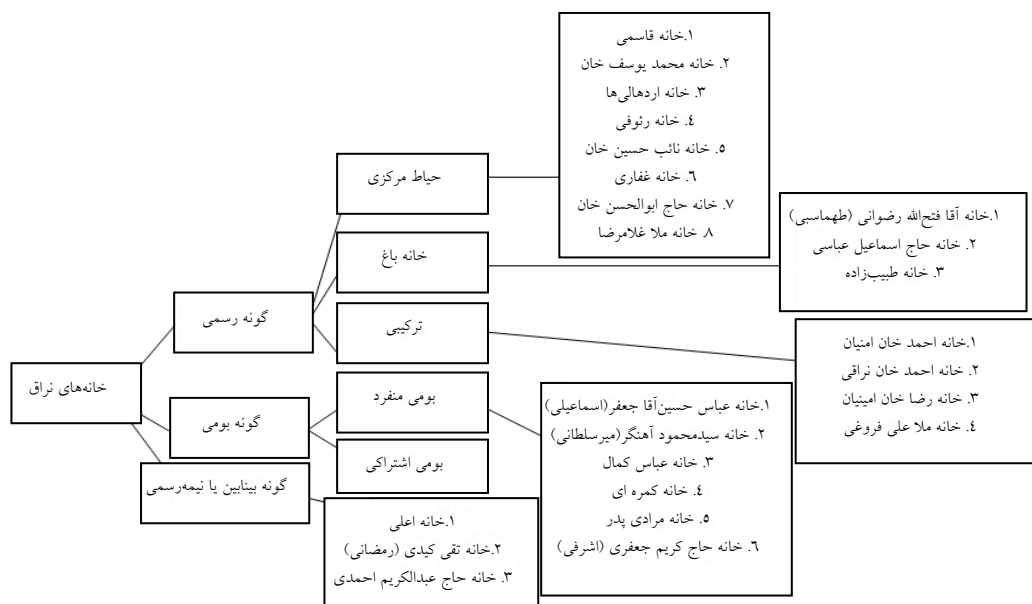 خانه‌های نراق
گونه رسمی
گونه بومی
گونه بینابین یا نیمه‌رسمی
حیاط مرکزی
خانه باغ
ترکیبی
بومی منفرد
بومی اشتراکی
۱.خانه قاسمی
۲. خانه محمد یوسف خان
۳. خانه اردهالی‌ها
٤. خانه رئوفی
٥. خانه نائب حسین خان
٦. خانه غفاری
۷. خانه حاج ابوالحسن خان
۸. خانه ملا غلامرضا
۱.خانه آقا فتح‌الله رضوانی (طهماسبی)
۲. خانه حاج اسماعیل عباسی
۳. خانه طبیب‌زاده
۱.خانه احمد خان امنیان
۲. خانه احمد خان نراقی
۳. خانه رضا خان امینیان
٤. خانه ملا علی فروغی
۱.خانه عباس حسین‌آقا جعفر(اسماعیلی)
۲. خانه سیدمحمود آهنگر(میرسلطانی)
۳. خانه عباس کمال
٤. خانه کمره ای
٥. خانه مرادی پدر
٦. خانه حاج کریم جعفری (اشرفی)
۱.خانه اعلی
۲.خانه تقی کیدی (رمضانی)
۳. خانه حاج عبدالکریم احمدی